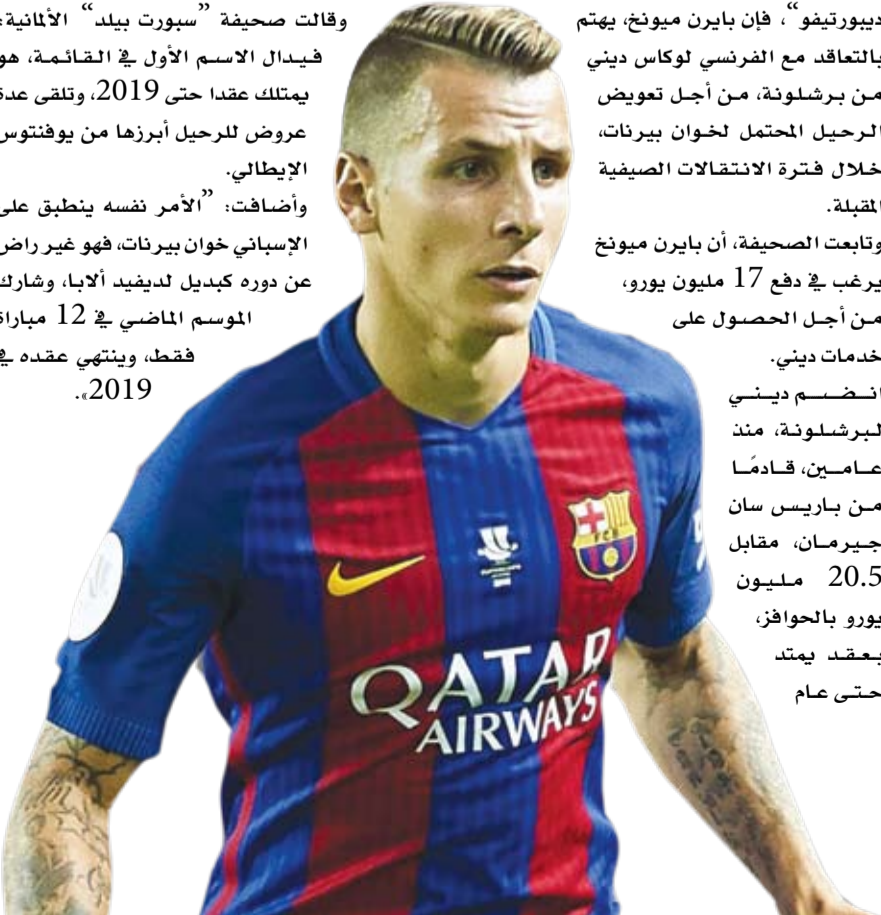 ديبورتيفو“، فإن بايرن ميونخ، يهتم
بالتعاقد مع الفرنسي لوكاس ديني
من برشلونة، من أجل تعويض
الرحيل المحتمل لخوان بيرنات،
خلال فترة الانتقالات الصيفية
المقبلة.
وتابعت الصحيفة، أن بايرن ميونخ
يرغب في دفع 17 مليون يورو،
من أجل الحصول على
خدمات ديني.
انضم ديني
لبرشلونة، منذ
عامين، قادمًا
من باريس سان
جيرمان، مقابل
20.5 مليون
يورو بالحوافز،
بعقد يمتد
حتى عام
وقالت صحيفة ”سبورت بيلد“ الألمانية:
فيدال الاسم الأول في القائمة، هو
يمتلك عقدا حتى 2019، وتلقى عدة
عروض للرحيل أبرزها من يوفنتوس
الإيطالي.
وأضافت: ”الأمر نفسه ينطبق على
الإسباني خوان بيرنات، فهو غير راض
عن دوره كبديل لديفيد ألابا، وشارك
الموسم الماضي في 12 مباراة
فقط، وينتهي عقده في
2019».
FCB
QATAR
AIRWAYS